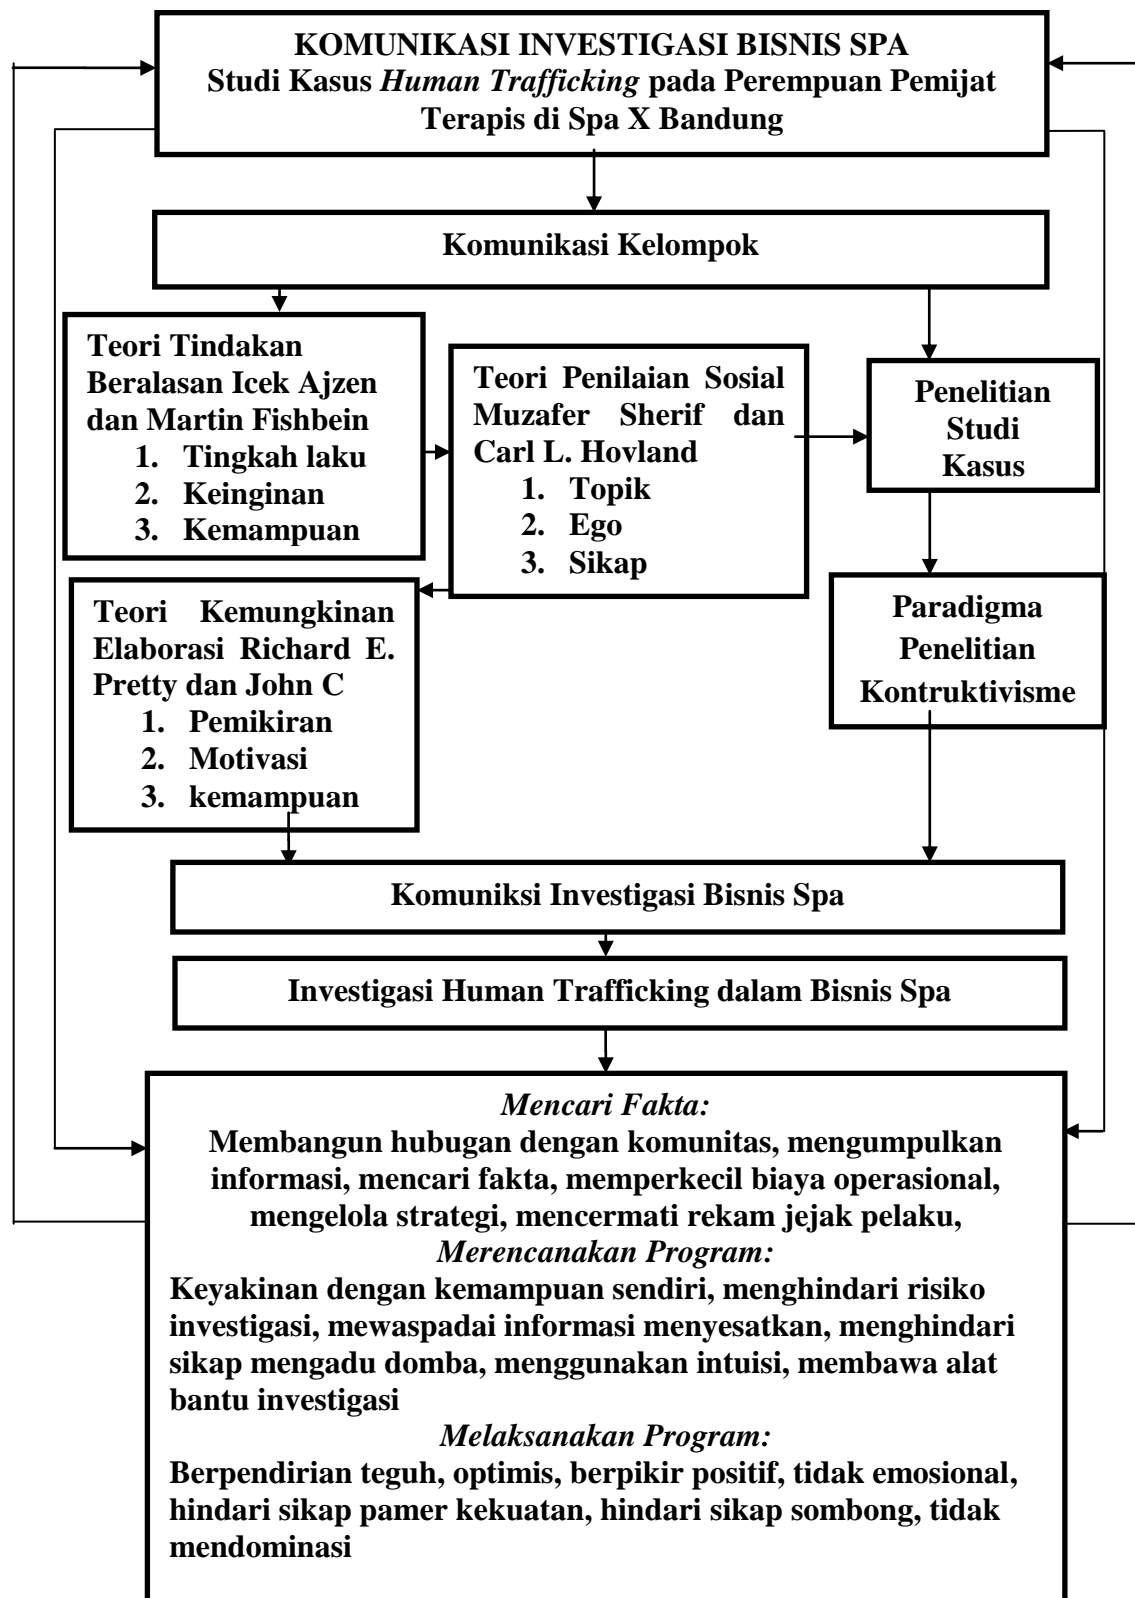 KOMUNIKASI INVESTIGASI BISNIS SPA
Studi Kasus Human Trafficking pada Perempuan Pemijat
Terapis di Spa X Bandung
Komunikasi Kelompok
Teori Tindakan
Beralasan Icek Ajzen
dan Martin Fishbein
1. Tingkah laku
2. Keinginan
3. Kemampuan
Teori Penilaian Sosial
Muzafer Sherif dan
Carl L. Hovland
1. Topik
2. Ego
3. Sikap
Penelitian
Studi
Kasus
Teori Kemungkinan
Elaborasi Richard E.
Pretty dan John C
1. Pemikiran
2. Motivasi
3. kemampuan
Paradigma
Penelitian
Kontruktivisme
Komuniksi Investigasi Bisnis Spa
Investigasi Human Trafficking dalam Bisnis Spa
Mencari Fakta:
Membangun hubugan dengan komunitas, mengumpulkan
informasi, mencari fakta, memperkecil biaya operasional,
mengelola strategi, mencermati rekam jejak pelaku,
Merencanakan Program:
Keyakinan dengan kemampuan sendiri, menghindari risiko
investigasi, mewaspadai informasi menyesatkan, menghindari
sikap mengadu domba, menggunakan intuisi, membawa alat
bantu investigasi
Melaksanakan Program:
Berpendirian teguh, optimis, berpikir positif, tidak emosional,
hindari sikap pamer kekuatan, hindari sikap sombong, tidak
mendominasi